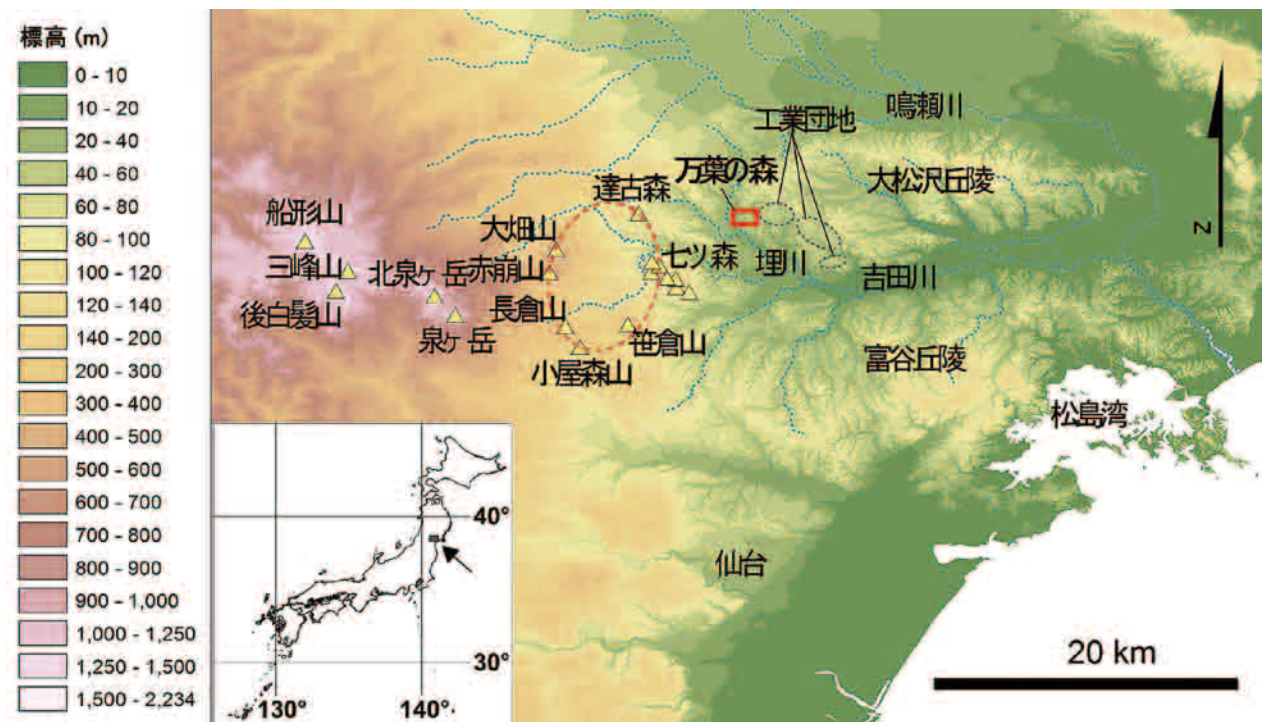 標高 (m)
0 - 10
10 - 20
20 - 40
40 - 60
60 - 80
80 - 100
100 - 120
120 - 140
140 - 200
200 - 300
300 - 400
400 - 500
500 - 600
600 - 700
700 - 800
800 - 900
900 - 1,000
1,000 - 1,250
1,250 - 1,500
1,500 - 2,234
鳴瀬川
工業団地
万葉の森
大松沢丘陵
達古森
船形山
大畑山
三峰山
北泉ヶ岳
赤崩山
七ツ森
埋川
吉田川
後白髪山
長倉山
泉ヶ岳
笹倉山
小屋森山
富谷丘陵
松島湾
仙台
N
40°
30°
130°
140°
20 km